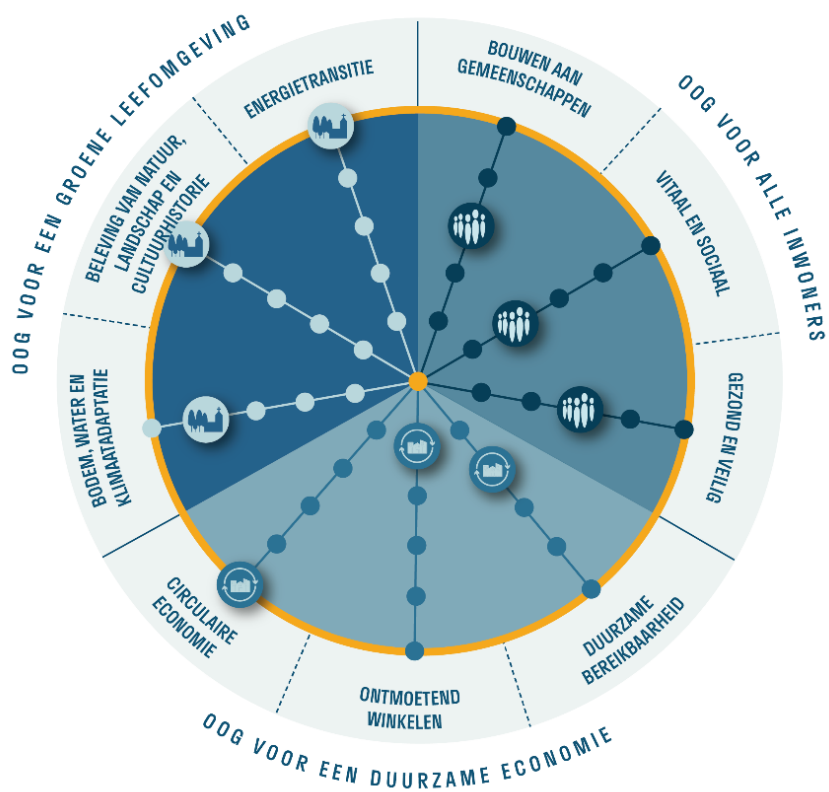 OOG VOOR EEN GROENE LEEFOMGEVING
ENERGIETRANSITIE
BELEVING VAN NATUUR,
LANDSCHAP EN
CULTUURHISTORIE
BODEM, WATER EN
KLIMAATADAPTATIE
OOG VOOR ALLE INWONERS
BOUWEN AAN
GEMEENSCHAPPEN
VITAAL EN SOCIAAL
GEZOND EN VEILIG
OOG VOOR EEN DUURZAME ECONOMIE
DUURZAME
BEREIKBAARHEID
ONTMOETEND
WINKELEN
CIRCULAIRE
ECONOMIE